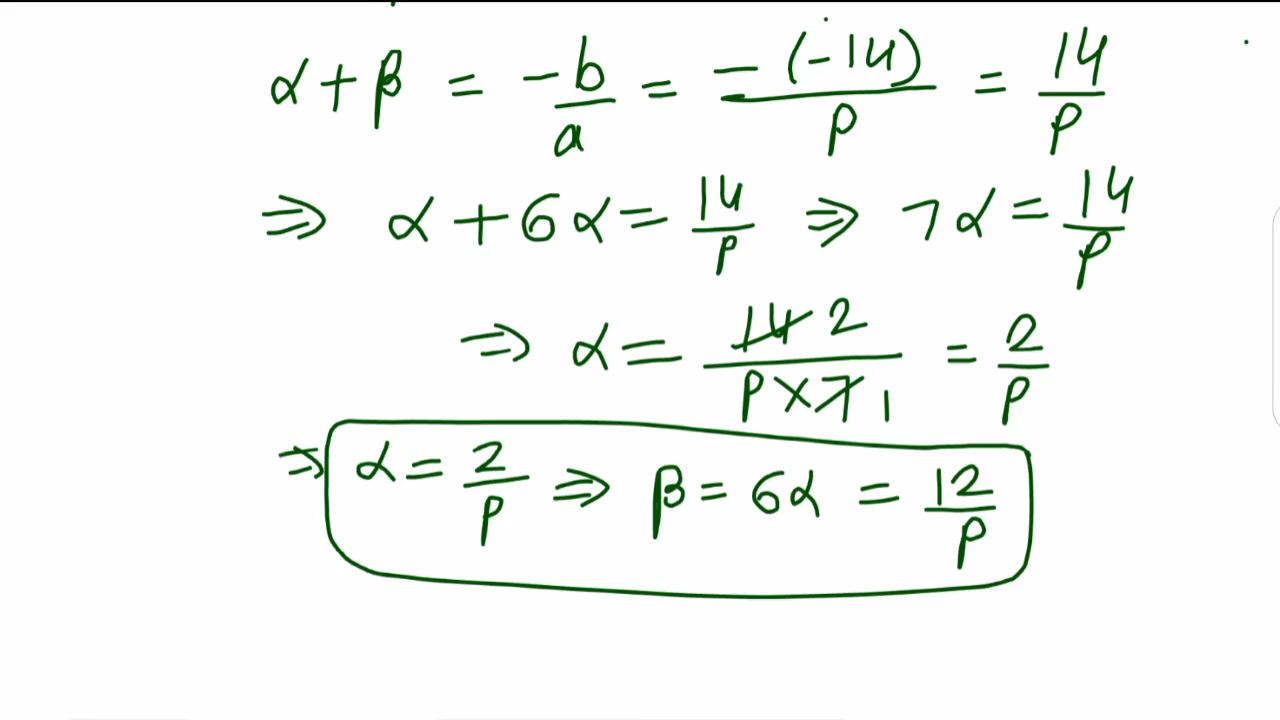 α + β = -b/a = -(-14)/P = 14/P
⇒ α + 6α = 14/P ⇒ 7α = 14/P
⇒ α = 14 2/P×7 1 = 2/P
⇒ α = 2/P ⇒ β = 6α = 12/P